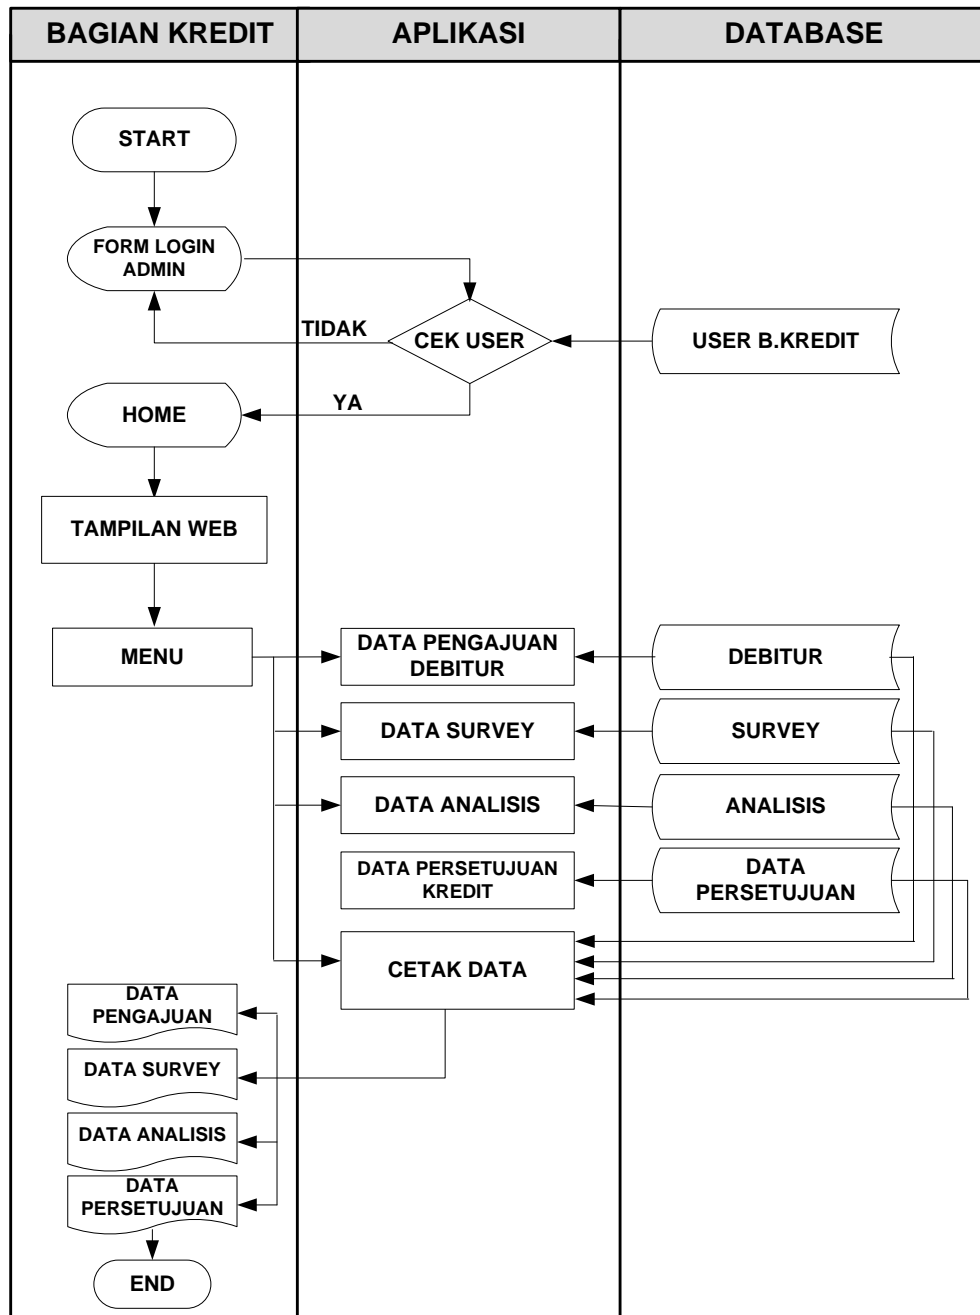 BAGIAN KREDIT
APLIKASI
DATABASE
START
FORM LOGIN
ADMIN
TIDAK
CEK USER
USER B.KREDIT
HOME
YA
TAMPILAN WEB
MENU
DATA PENGAJUAN
DEBITUR
DEBITUR
DATA SURVEY
SURVEY
DATA ANALISIS
ANALISIS
DATA PERSETUJUAN
KREDIT
DATA
PERSETUJUAN
CETAK DATA
DATA
PENGAJUAN
DATA SURVEY
DATA ANALISIS
DATA
PERSETUJUAN
END